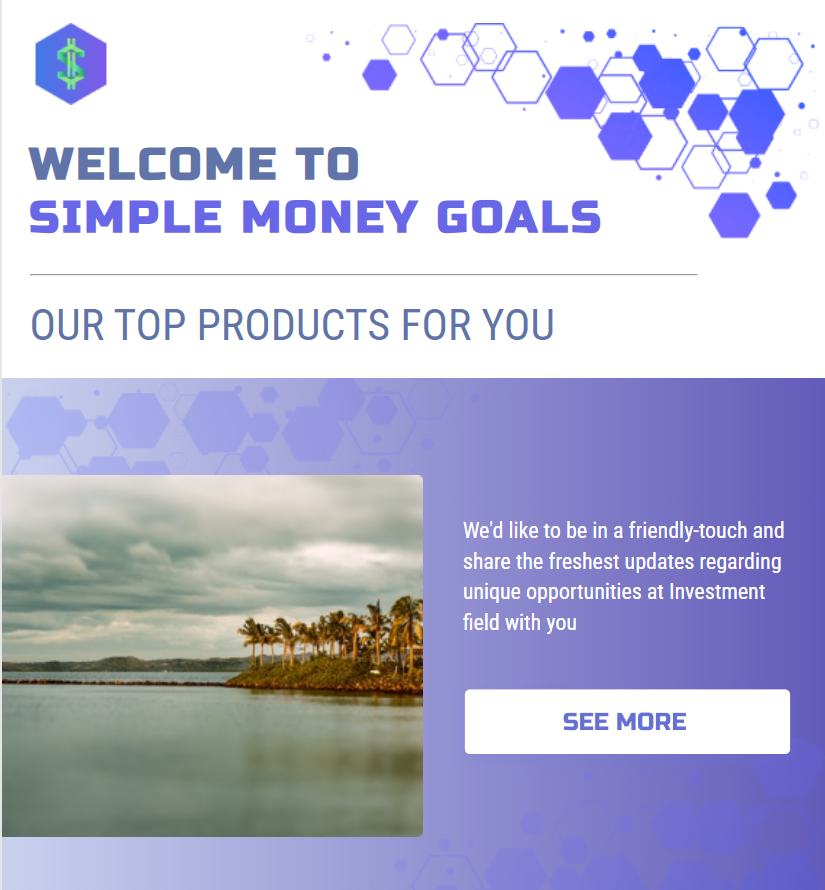 WELCOME TO
SIMPLE MONEY GOALS
OUR TOP PRODUCTS FOR YOU
We'd like to be in a friendly-touch and
share the freshest updates regarding
unique opportunities at Investment
field with you
SEE MORE